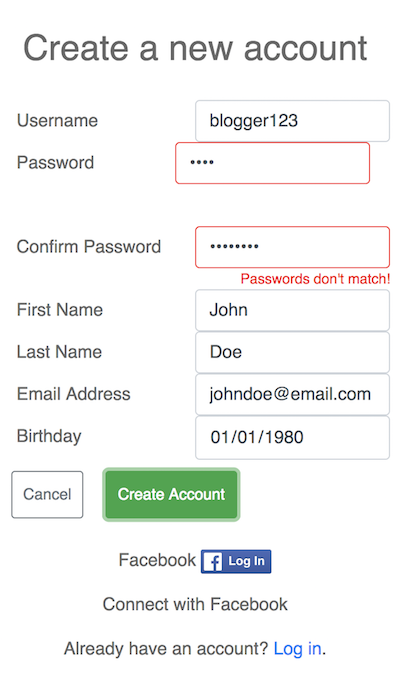 Create a new account
Username blogger123
Password ••••
Confirm Password ••••••••
Passwords don't match!
First Name John
Last Name Doe
Email Address johndoe@email.com
Birthday 01/01/1980
Cancel Create Account
Facebook f Log In
Connect with Facebook
Already have an account? Log in.